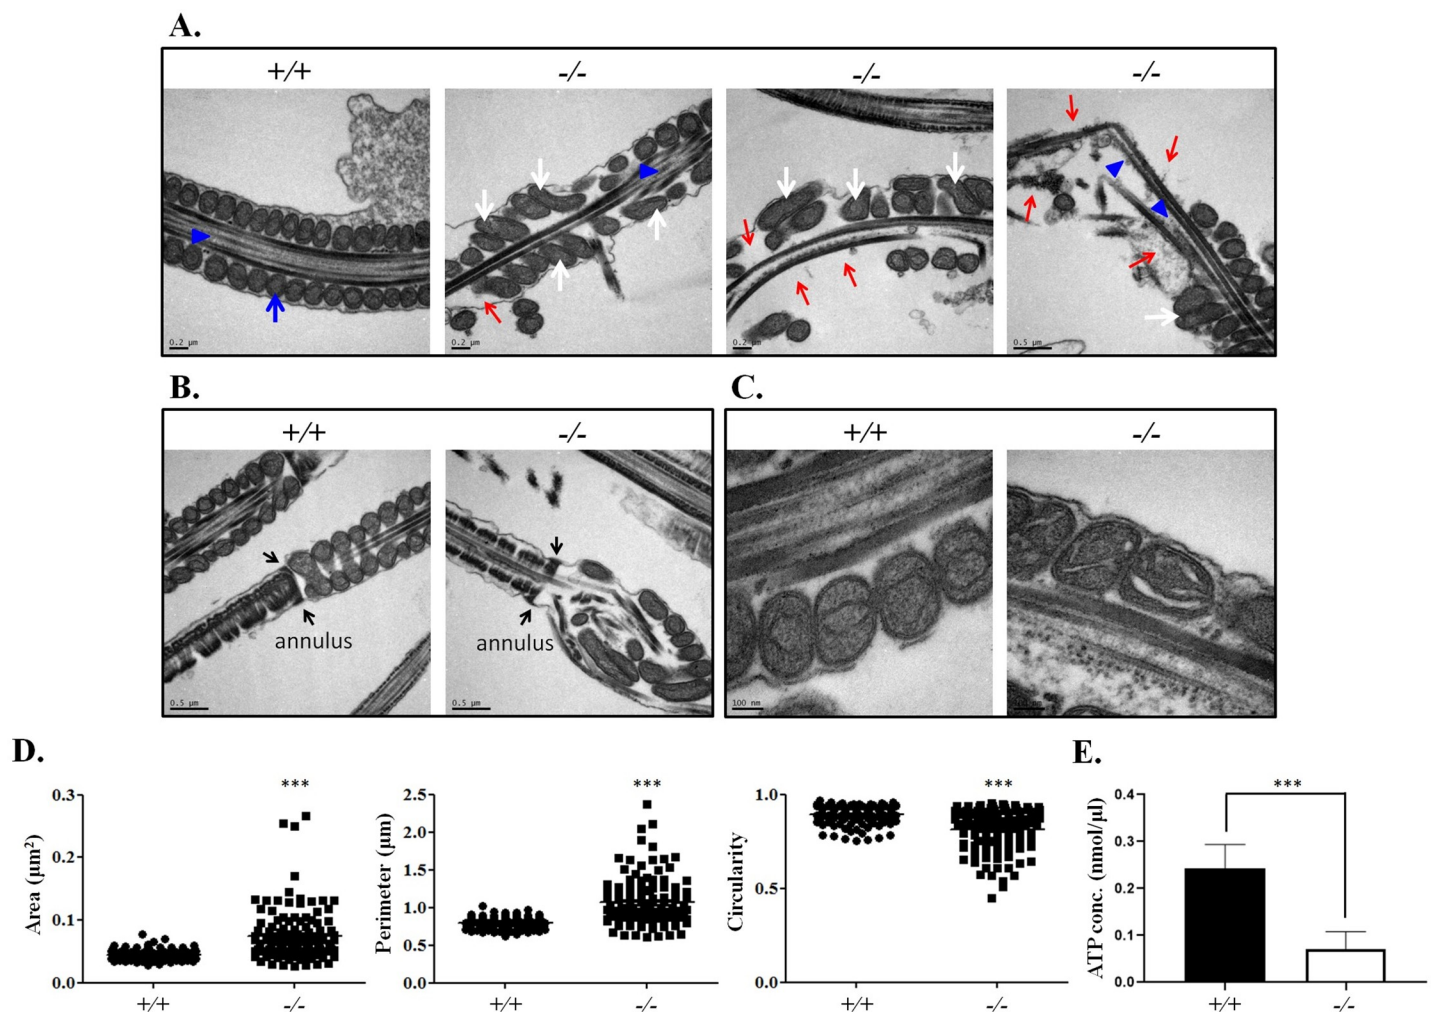 A.
+/+ -/- -/- -/-
0.2 μm 0.2 μm 0.2 μm 0.5 μm
B. C.
+/+ -/- +/+ -/-
annulus annulus
0.5 μm 0.5 μm 100 nm
D. E.
*** *** *** ***
Area (μm²)
0.3
0.2
0.1
0.0
+/+ -/-
Perimeter (μm)
2.5
2.0
1.5
1.0
0.5
0.0
+/+ -/-
Circularity
1.0
0.5
0.0
+/+ -/-
ATP conc. (nmol/μl)
0.4
0.3
0.2
0.1
0.0
+/+ -/-